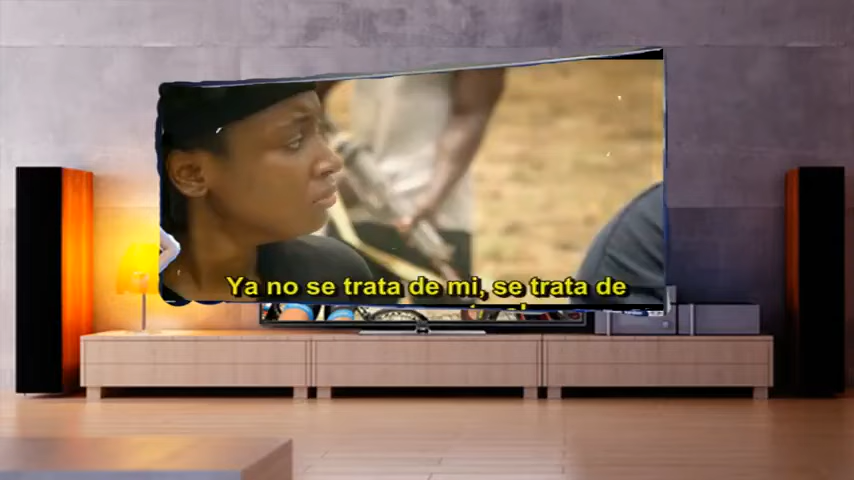 Ya no se trata de mi, se trata de